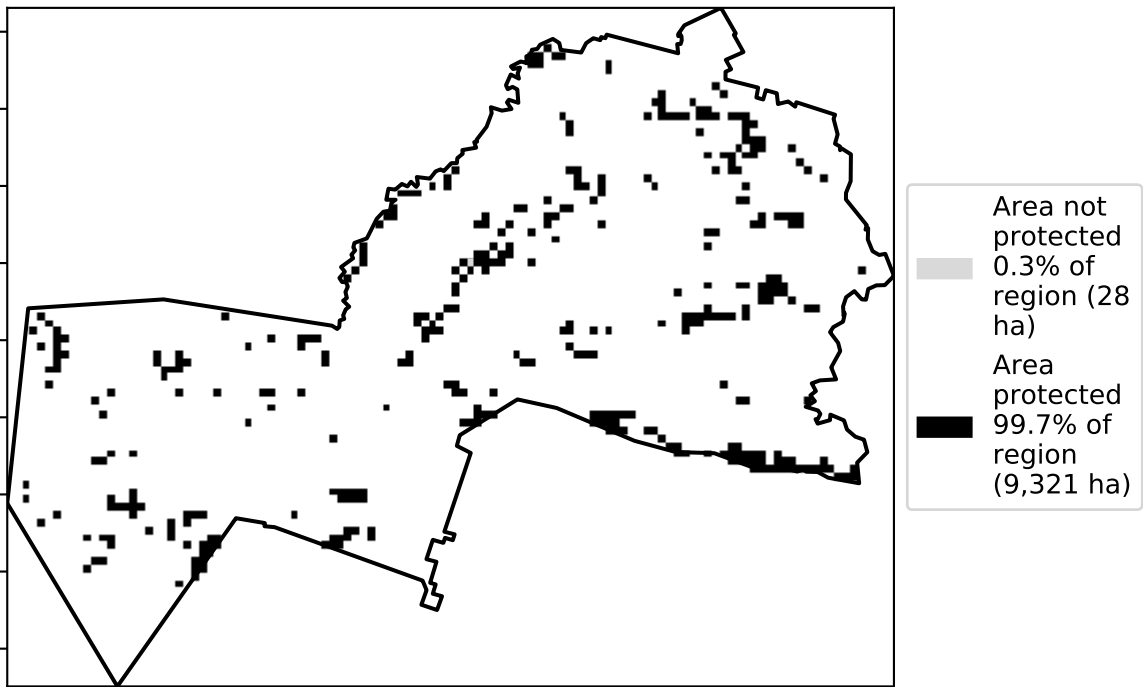 Area not
protected
0.3% of
region (28
ha)
Area
protected
99.7% of
region
(9,321 ha)